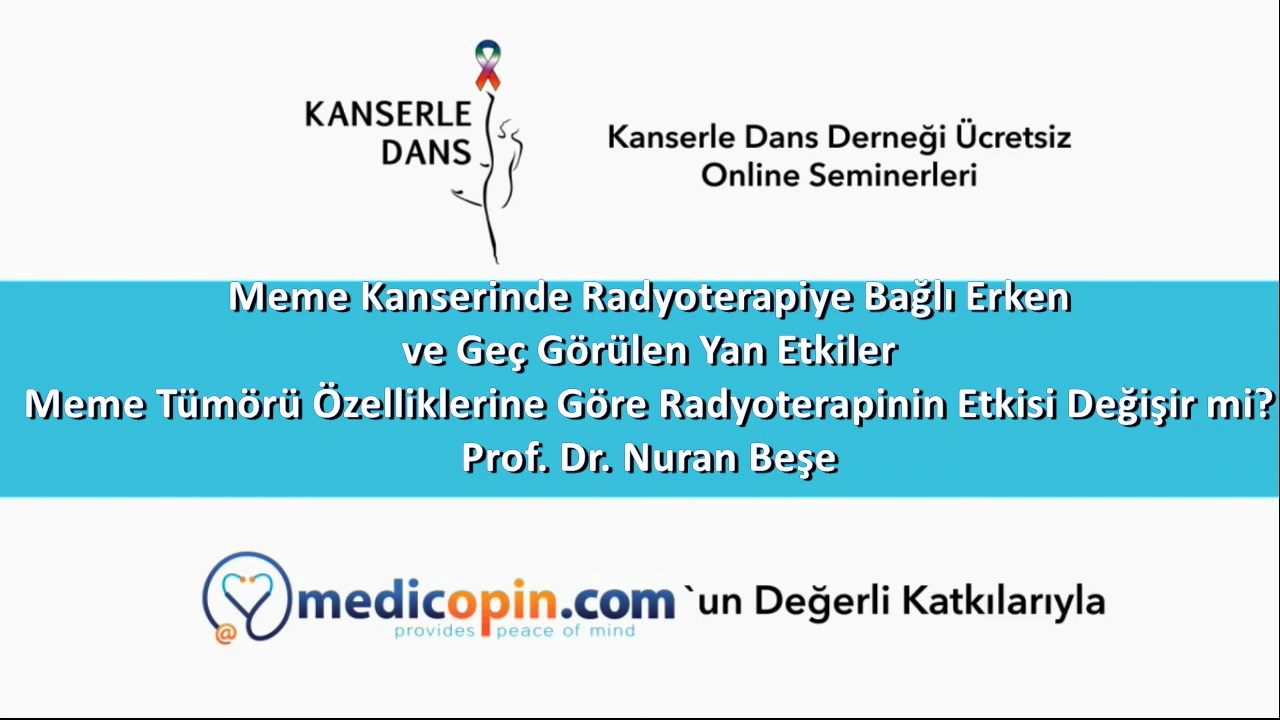 KANSERLE
DANS
Kanserle Dans Derneği Ücretsiz
Online Seminerleri
Meme Kanserinde Radyoterapiye Bağlı Erken
ve Geç Görülen Yan Etkiler
Meme Tümörü Özelliklerine Göre Radyoterapinin Etkisi Değişir mi?
Prof. Dr. Nuran Beşe
@medicopin.com `un Değerli Katkılarıyla
provides peace of mind